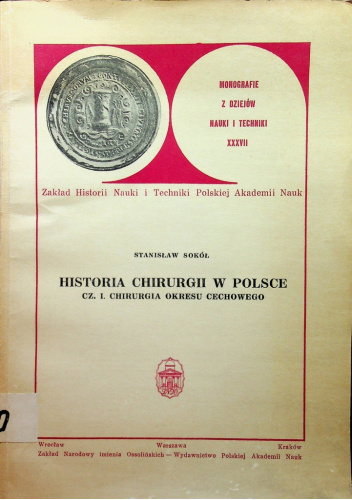 MONOGRAFIE
Z DZIEJÓW
NAUKI I TECHNIKI
XXXVII
Zakład Historii Nauki i Techniki Polskiej Akademii Nauk
STANISŁAW SOKÓŁ
HISTORIA CHIRURGII W POLSCE
CZ. I. CHIRURGIA OKRESU CECHOWEGO
Wrocław Warszawa Kraków
Zakład Narodowy imienia Ossolińskich — Wydawnictwo Polskiej Akademii Nauk